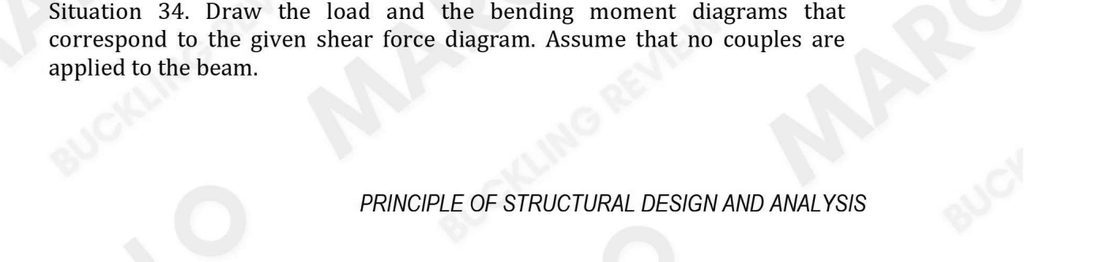 Situation 34. Draw the load and the bending moment diagrams that
correspond to the given shear force diagram. Assume that no couples are
applied to the beam.
PRINCIPLE OF STRUCTURAL DESIGN AND ANALYSIS